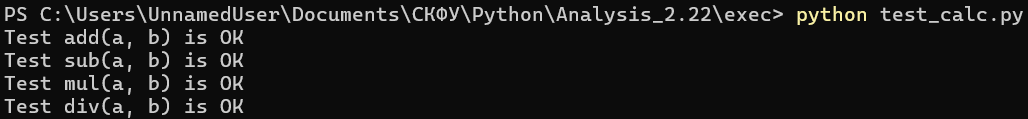 PS C:\Users\UnnamedUser\Documents\СКФУ\Python\Analysis_2.22\exec> python test_calc.py
Test add(a, b) is OK
Test sub(a, b) is OK
Test mul(a, b) is OK
Test div(a, b) is OK